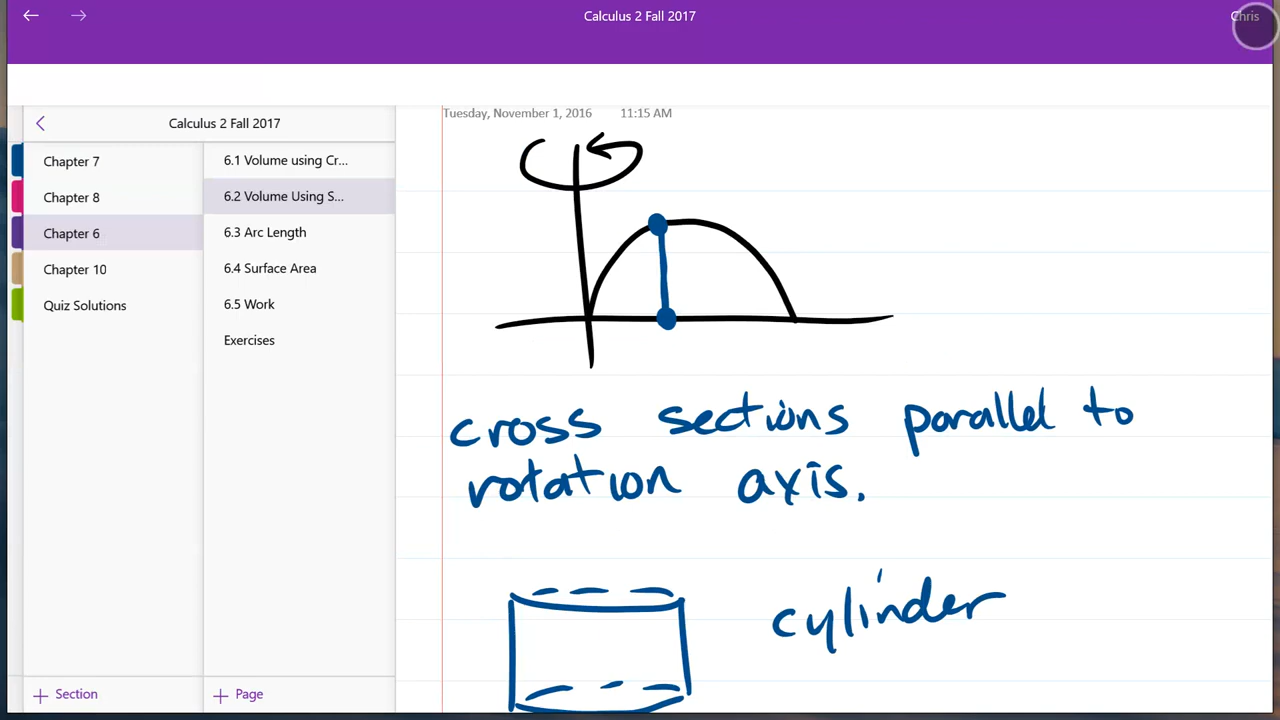 Calculus 2 Fall 2017
Chris
Calculus 2 Fall 2017
Chapter 7
Chapter 8
Chapter 6
Chapter 10
Quiz Solutions
+ Section
6.1 Volume using Cr...
6.2 Volume Using S...
6.3 Arc Length
6.4 Surface Area
6.5 Work
Exercises
+ Page
Tuesday, November 1, 2016 11:15 AM
cross sections parallel to
rotation axis.
cylinder